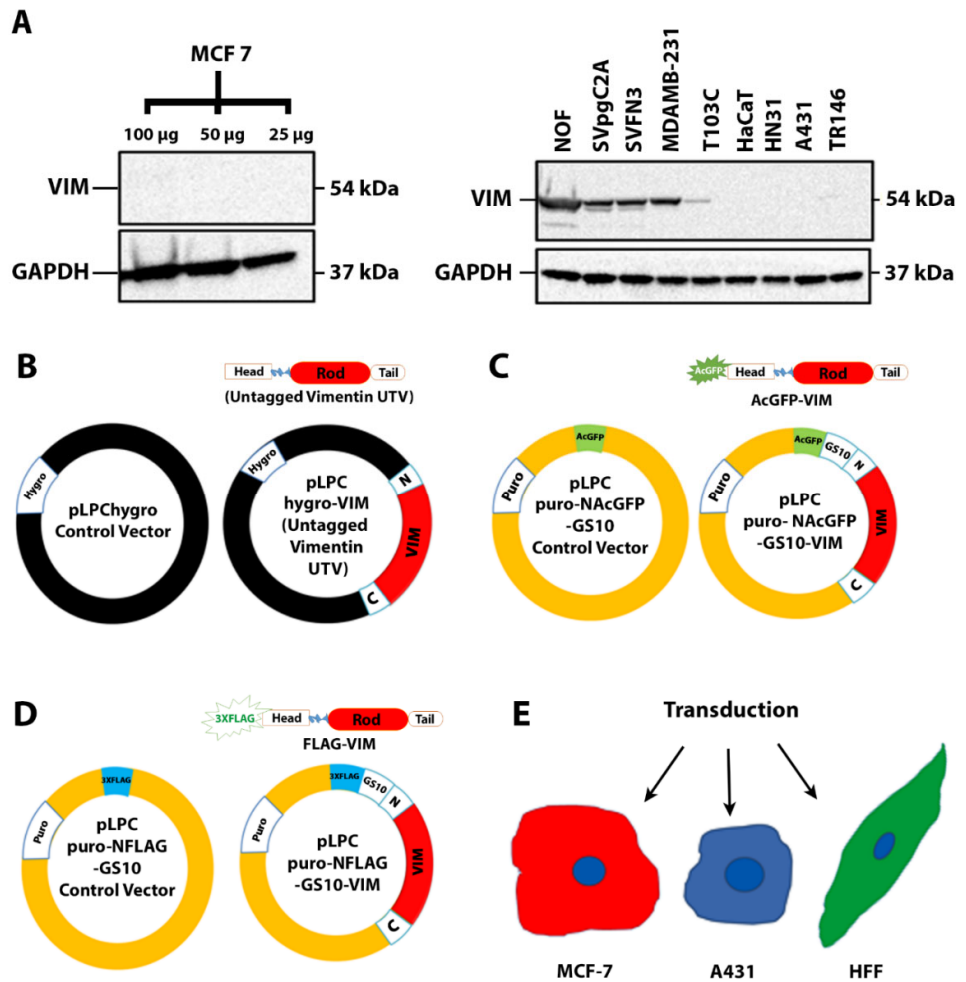 A
MCF 7
100 µg 50 µg 25 µg
VIM 54 kDa
GAPDH 37 kDa
NOF SVpgC2A SVFN3 MDAMB-231 T103C HaCaT HN31 A431 TR146
VIM 54 kDa
GAPDH 37 kDa
B
Head Rod Tail
(Untagged Vimentin UTV)
Hygro
pLPChygro
Control Vector
Hygro
N
VIM
C
pLPC
hygro-VIM
(Untagged
Vimentin
UTV)
C
AcGFP Head Rod Tail
AcGFP-VIM
AcGFP
Puro
pLPC
puro-NAcGFP
-GS10
Control Vector
AcGFP GS10 N
Puro
VIM
C
pLPC
puro- NAcGFP
-GS10-VIM
D
3XFLAG Head Rod Tail
FLAG-VIM
3XFLAG
Puro
pLPC
puro-NFLAG
-GS10
Control Vector
3XFLAG GS10 N
Puro
VIM
C
pLPC
puro-NFLAG
-GS10-VIM
E
Transduction
MCF-7 A431 HFF